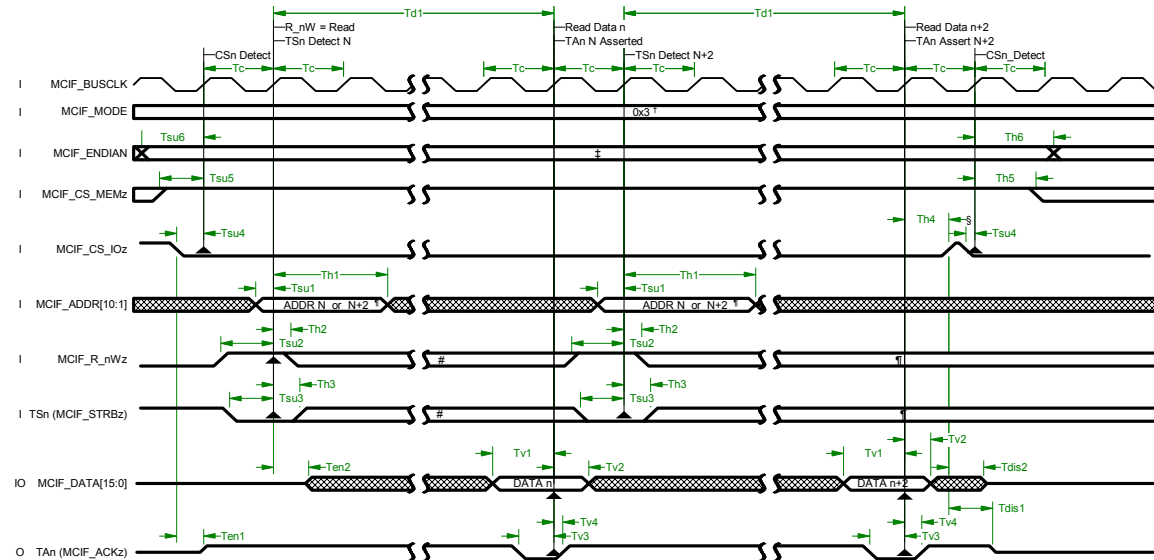 Td1 Td1
R_nW = Read Read Data n Read Data n+2
TSn Detect N TAn N Asserted TAn Assert N+2
CSn Detect TSn Detect N+2 CSn_Detect
Tc Tc Tc Tc Tc Tc Tc Tc
I MCIF_BUSCLK
I MCIF_MODE 0x3 †
Tsu6 Th6
I MCIF_ENDIAN ‡
Tsu5 Th5
I MCIF_CS_MEMz
Th4 §
Tsu4 Tsu4
I MCIF_CS_IOz
Th1 Th1
Tsu1 Tsu1
I MCIF_ADDR[10:1] ADDR N or N+2 ¶ ADDR N or N+2 ¶
Th2 Th2
Tsu2 Tsu2
I MCIF_R_nWz # ¶
Th3 Th3
Tsu3 Tsu3
I TSn (MCIF_STRBz) # ¶
Tv1 Tv1 Tv2
Ten2 Tv2 Tdis2
IO MCIF_DATA[15:0] DATA n DATA n+2
Tdis1
Tv4 Tv4
Ten1 Tv3 Tv3
O TAn (MCIF_ACKz)